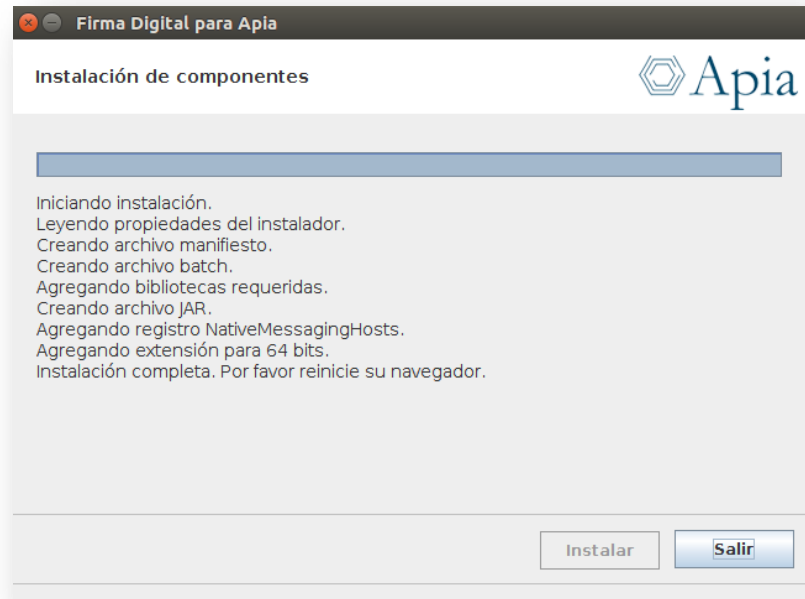 Firma Digital para Apia
Instalación de componentes
Apia
Iniciando instalación.
Leyendo propiedades del instalador.
Creando archivo manifiesto.
Creando archivo batch.
Agregando bibliotecas requeridas.
Creando archivo JAR.
Agregando registro NativeMessagingHosts.
Agregando extensión para 64 bits.
Instalación completa. Por favor reinicie su navegador.
Instalar
Salir